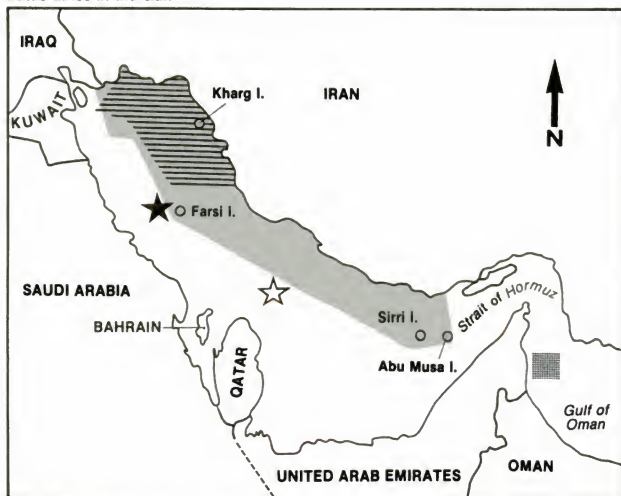 IRAQ
KUWAIT
Kharg I.
IRAN
N
Farsi I.
SAUDI ARABIA
BAHRAIN
QATAR
Sirri I.
Abu Musa I.
Strait of Hormuz
Gulf of
Oman
UNITED ARAB EMIRATES
OMAN